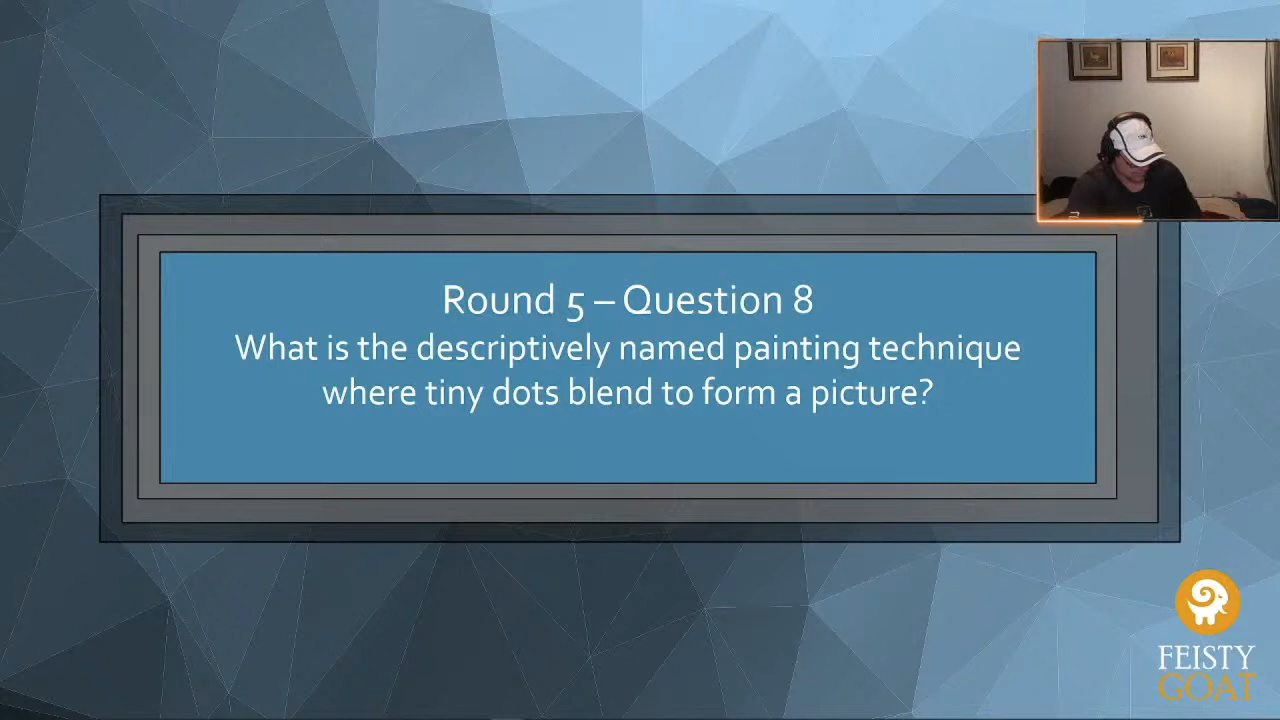 Round 5 – Question 8
What is the descriptively named painting technique
where tiny dots blend to form a picture?
FEISTY
GOAT